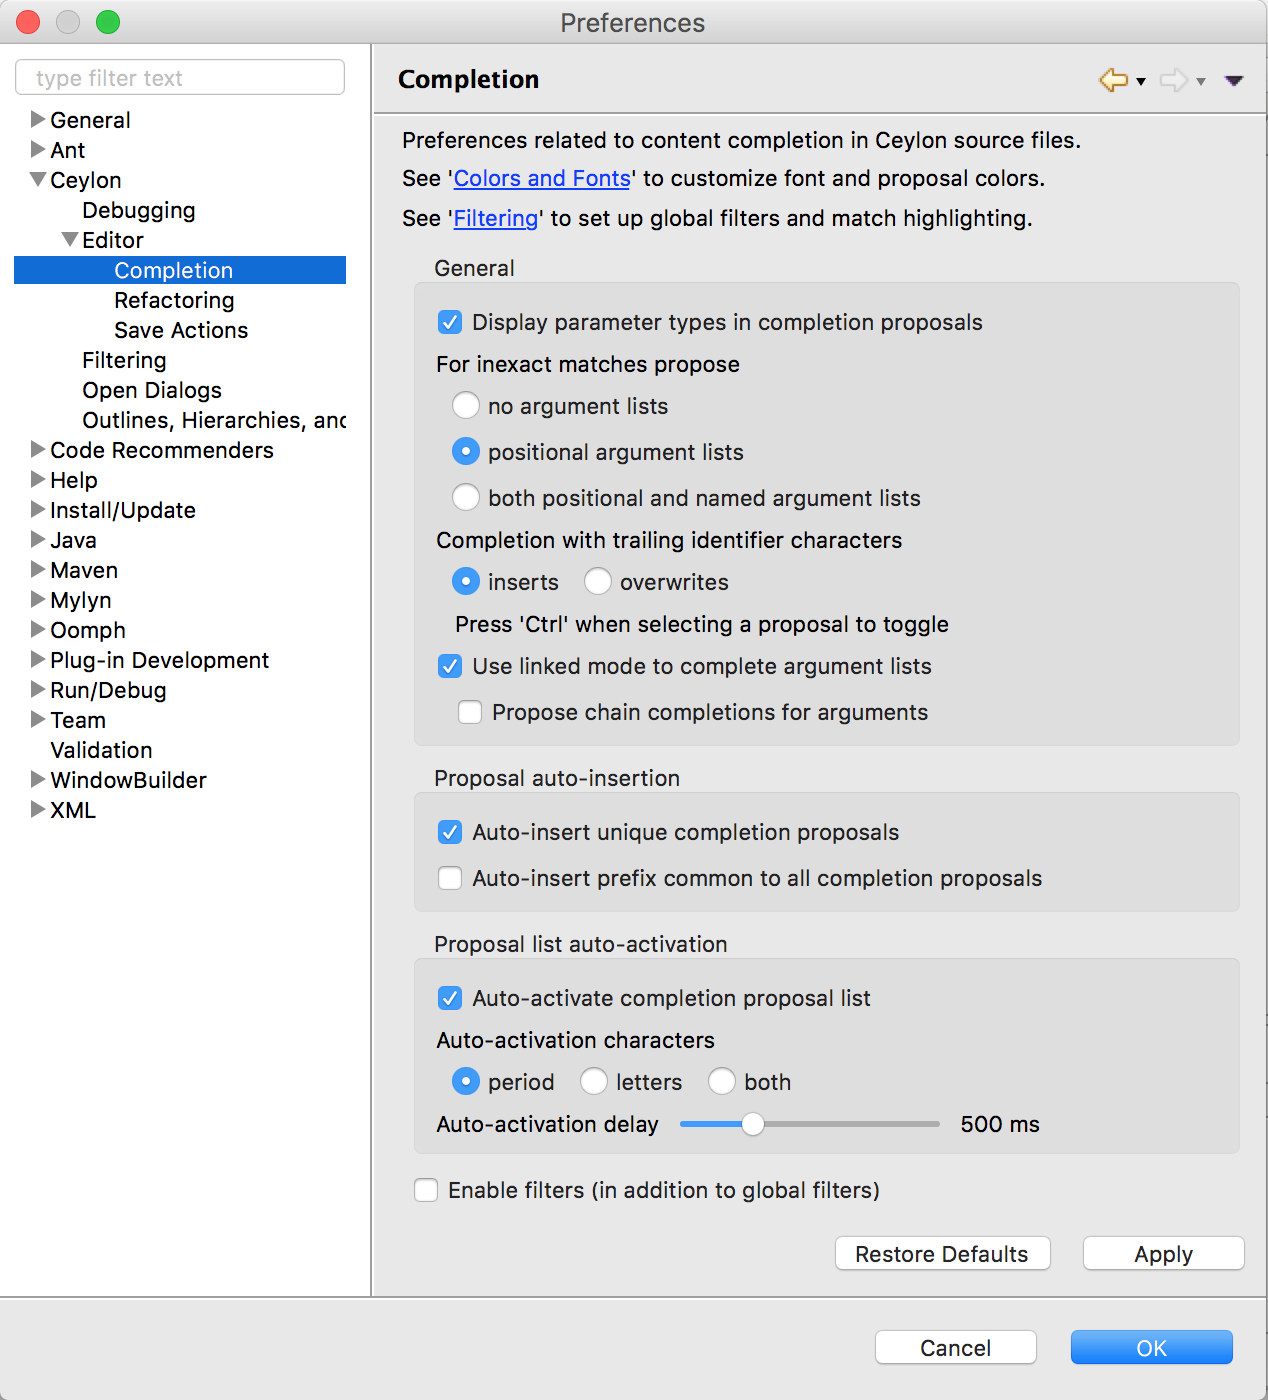 Preferences
type filter text
General
Ant
Ceylon
Debugging
Editor
Completion
Refactoring
Save Actions
Filtering
Open Dialogs
Outlines, Hierarchies, and
Code Recommenders
Help
Install/Update
Java
Maven
Mylyn
Oomph
Plug-in Development
Run/Debug
Team
Validation
WindowBuilder
XML
Completion
Preferences related to content completion in Ceylon source files.
See 'Colors and Fonts' to customize font and proposal colors.
See 'Filtering' to set up global filters and match highlighting.
General
Display parameter types in completion proposals
For inexact matches propose
no argument lists
positional argument lists
both positional and named argument lists
Completion with trailing identifier characters
inserts overwrites
Press 'Ctrl' when selecting a proposal to toggle
Use linked mode to complete argument lists
Propose chain completions for arguments
Proposal auto-insertion
Auto-insert unique completion proposals
Auto-insert prefix common to all completion proposals
Proposal list auto-activation
Auto-activate completion proposal list
Auto-activation characters
period letters both
Auto-activation delay 500 ms
Enable filters (in addition to global filters)
Restore Defaults Apply
Cancel OK